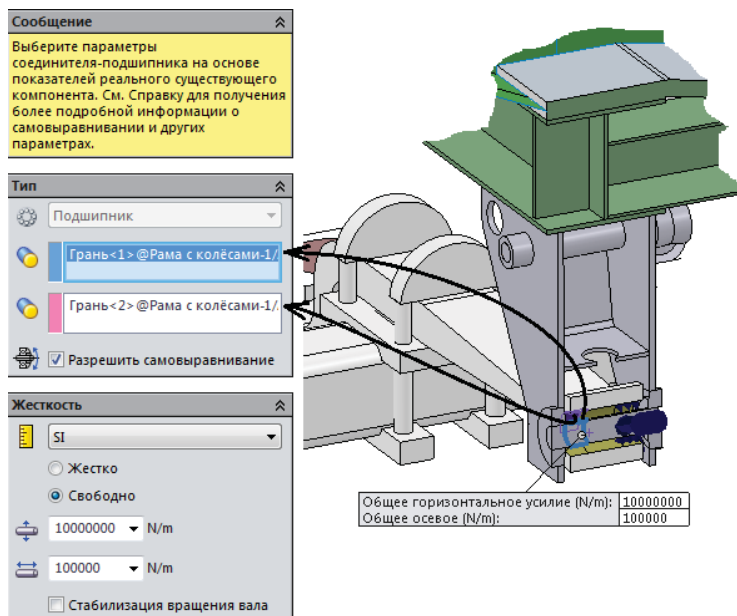 Сообщение
Выберите параметры
соединителя-подшипника на основе
показателей реального существующего
компонента. См. Справку для получения
более подробной информации о
самовыравнивании и других
параметрах.
Тип
Подшипник
Грань<1>@Рама с колёсами-1/
Грань<2>@Рама с колёсами-1/
Разрешить самовыравнивание
Жесткость
SI
Жестко
Свободно
10000000 N/m
100000 N/m
Стабилизация вращения вала
Общее горизонтальное усилие (N/m): 10000000
Общее осевое (N/m): 100000